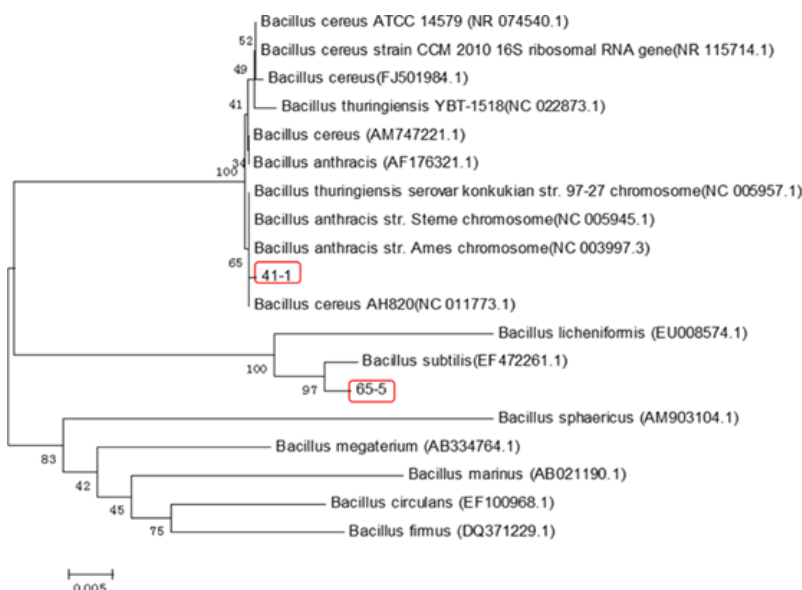 Bacillus cereus ATCC 14579 (NR 074540.1)
52
Bacillus cereus strain CCM 2010 16S ribosomal RNA gene(NR 115714.1)
49
Bacillus cereus(FJ501984.1)
41
Bacillus thuringiensis YBT-1518(NC 022873.1)
Bacillus cereus (AM747221.1)
34
Bacillus anthracis (AF176321.1)
100
Bacillus thuringiensis serovar konkukian str. 97-27 chromosome(NC 005957.1)
Bacillus anthracis str. Sterne chromosome(NC 005945.1)
Bacillus anthracis str. Ames chromosome(NC 003997.3)
65
41-1
Bacillus cereus AH820(NC 011773.1)
Bacillus licheniformis (EU008574.1)
Bacillus subtilis(EF472261.1)
100
97
65-5
Bacillus sphaericus (AM903104.1)
83
Bacillus megaterium (AB334764.1)
42
Bacillus marinus (AB021190.1)
45
Bacillus circulans (EF100968.1)
75
Bacillus firmus (DQ371229.1)
0.005